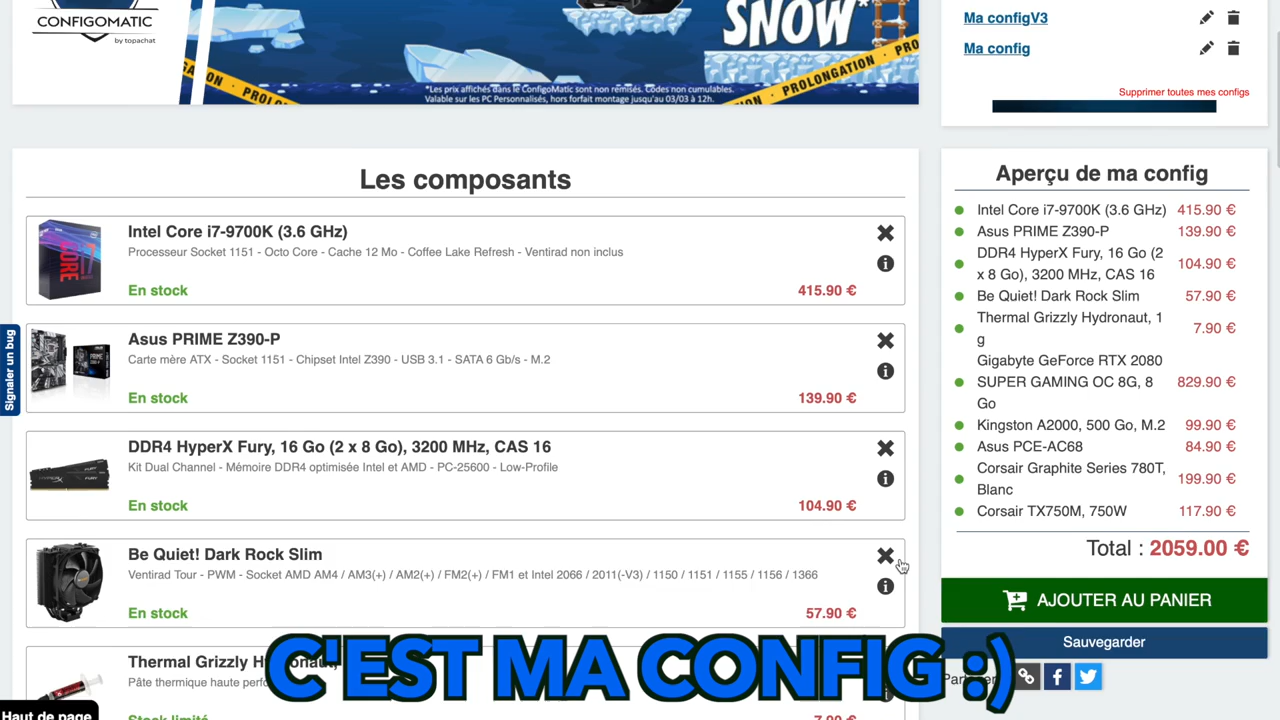 CONFIGOMATIC
by topachat
SNOW*
PROLONGATION
*Les prix affichés dans le ConfigoMatic sont non remisés. Codes non cumulables.
Valable sur les PC Personnalisés, hors forfait montage jusqu'au 03/03 à 12h.
Ma configV3
Ma config
Supprimer toutes mes configs
Les composants
Intel Core i7-9700K (3.6 GHz)
Processeur Socket 1151 - Octo Core - Cache 12 Mo - Coffee Lake Refresh - Ventirad non inclus
En stock
415.90 €
Asus PRIME Z390-P
Carte mère ATX - Socket 1151 - Chipset Intel Z390 - USB 3.1 - SATA 6 Gb/s - M.2
En stock
139.90 €
DDR4 HyperX Fury, 16 Go (2 x 8 Go), 3200 MHz, CAS 16
Kit Dual Channel - Mémoire DDR4 optimisée Intel et AMD - PC-25600 - Low-Profile
En stock
104.90 €
Be Quiet! Dark Rock Slim
Ventirad Tour - PWM - Socket AMD AM4 / AM3(+) / AM2(+) / FM2(+) / FM1 et Intel 2066 / 2011(-V3) / 1150 / 1151 / 1155 / 1156 / 1366
En stock
57.90 €
Thermal Grizzly
Pâte thermique haute
Stock limité
7.90 €
Signaler un bug
Haut de page
Aperçu de ma config
Intel Core i7-9700K (3.6 GHz) 415.90 €
Asus PRIME Z390-P 139.90 €
DDR4 HyperX Fury, 16 Go (2
x 8 Go), 3200 MHz, CAS 16 104.90 €
Be Quiet! Dark Rock Slim 57.90 €
Thermal Grizzly Hydronaut, 1
g 7.90 €
Gigabyte GeForce RTX 2080
SUPER GAMING OC 8G, 8 829.90 €
Go
Kingston A2000, 500 Go, M.2 99.90 €
Asus PCE-AC68 84.90 €
Corsair Graphite Series 780T,
Blanc 199.90 €
Corsair TX750M, 750W 117.90 €
Total : 2059.00 €
AJOUTER AU PANIER
Sauvegarder
C'EST MA CONFIG :)